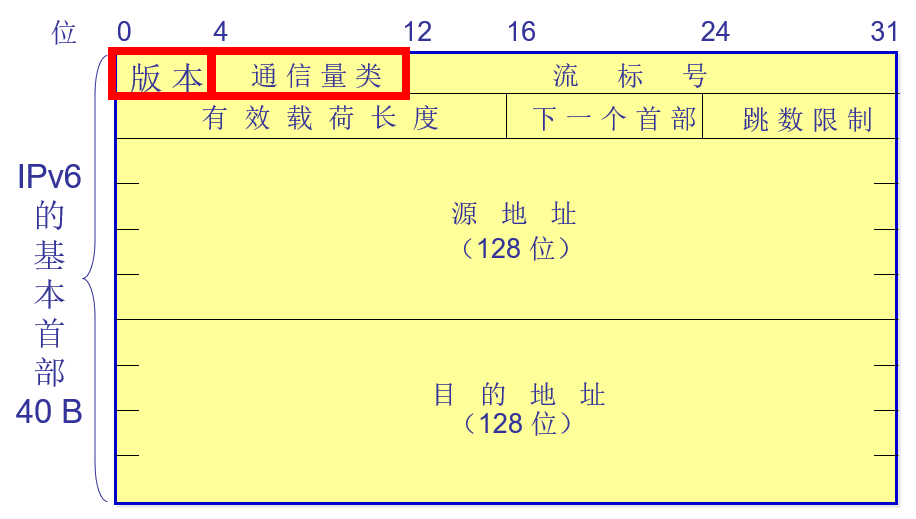 位 0 4 12 16 24 31
版本 通信量类 流标号
有效载荷长度 下一个首部 跳数限制
IPv6
的
基
本
首
部
40 B
源地址
（128 位）
目的地址
（128 位）